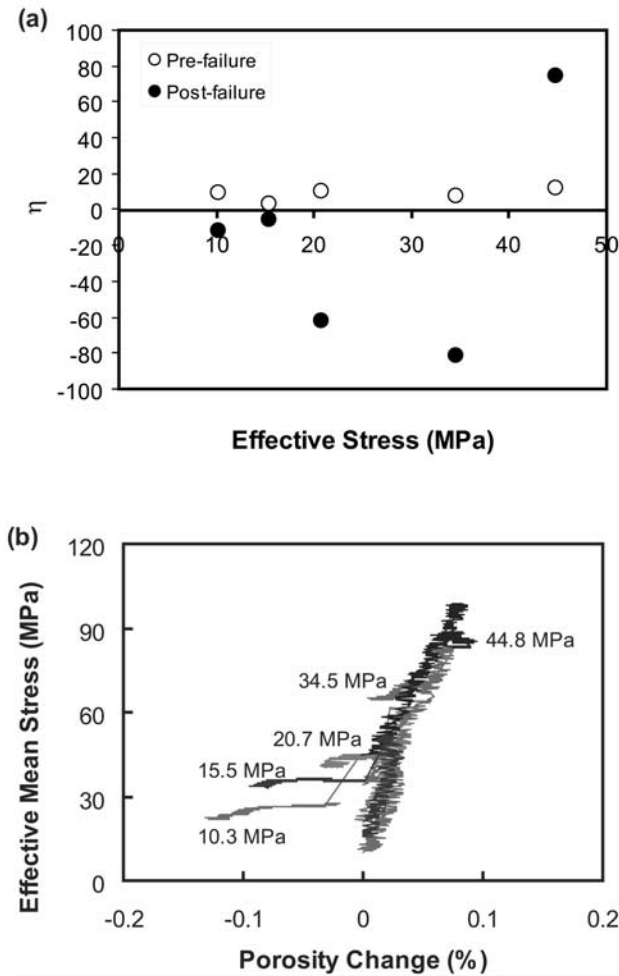 (a)
100
80
60
40
20
0
-20
-40
-60
-80
-100
η
Pre-failure
Post-failure
0 10 20 30 40 50
Effective Stress (MPa)
(b)
120
90
60
30
0
Effective Mean Stress (MPa)
44.8 MPa
34.5 MPa
20.7 MPa
15.5 MPa
10.3 MPa
-0.2 -0.1 0 0.1 0.2
Porosity Change (%)